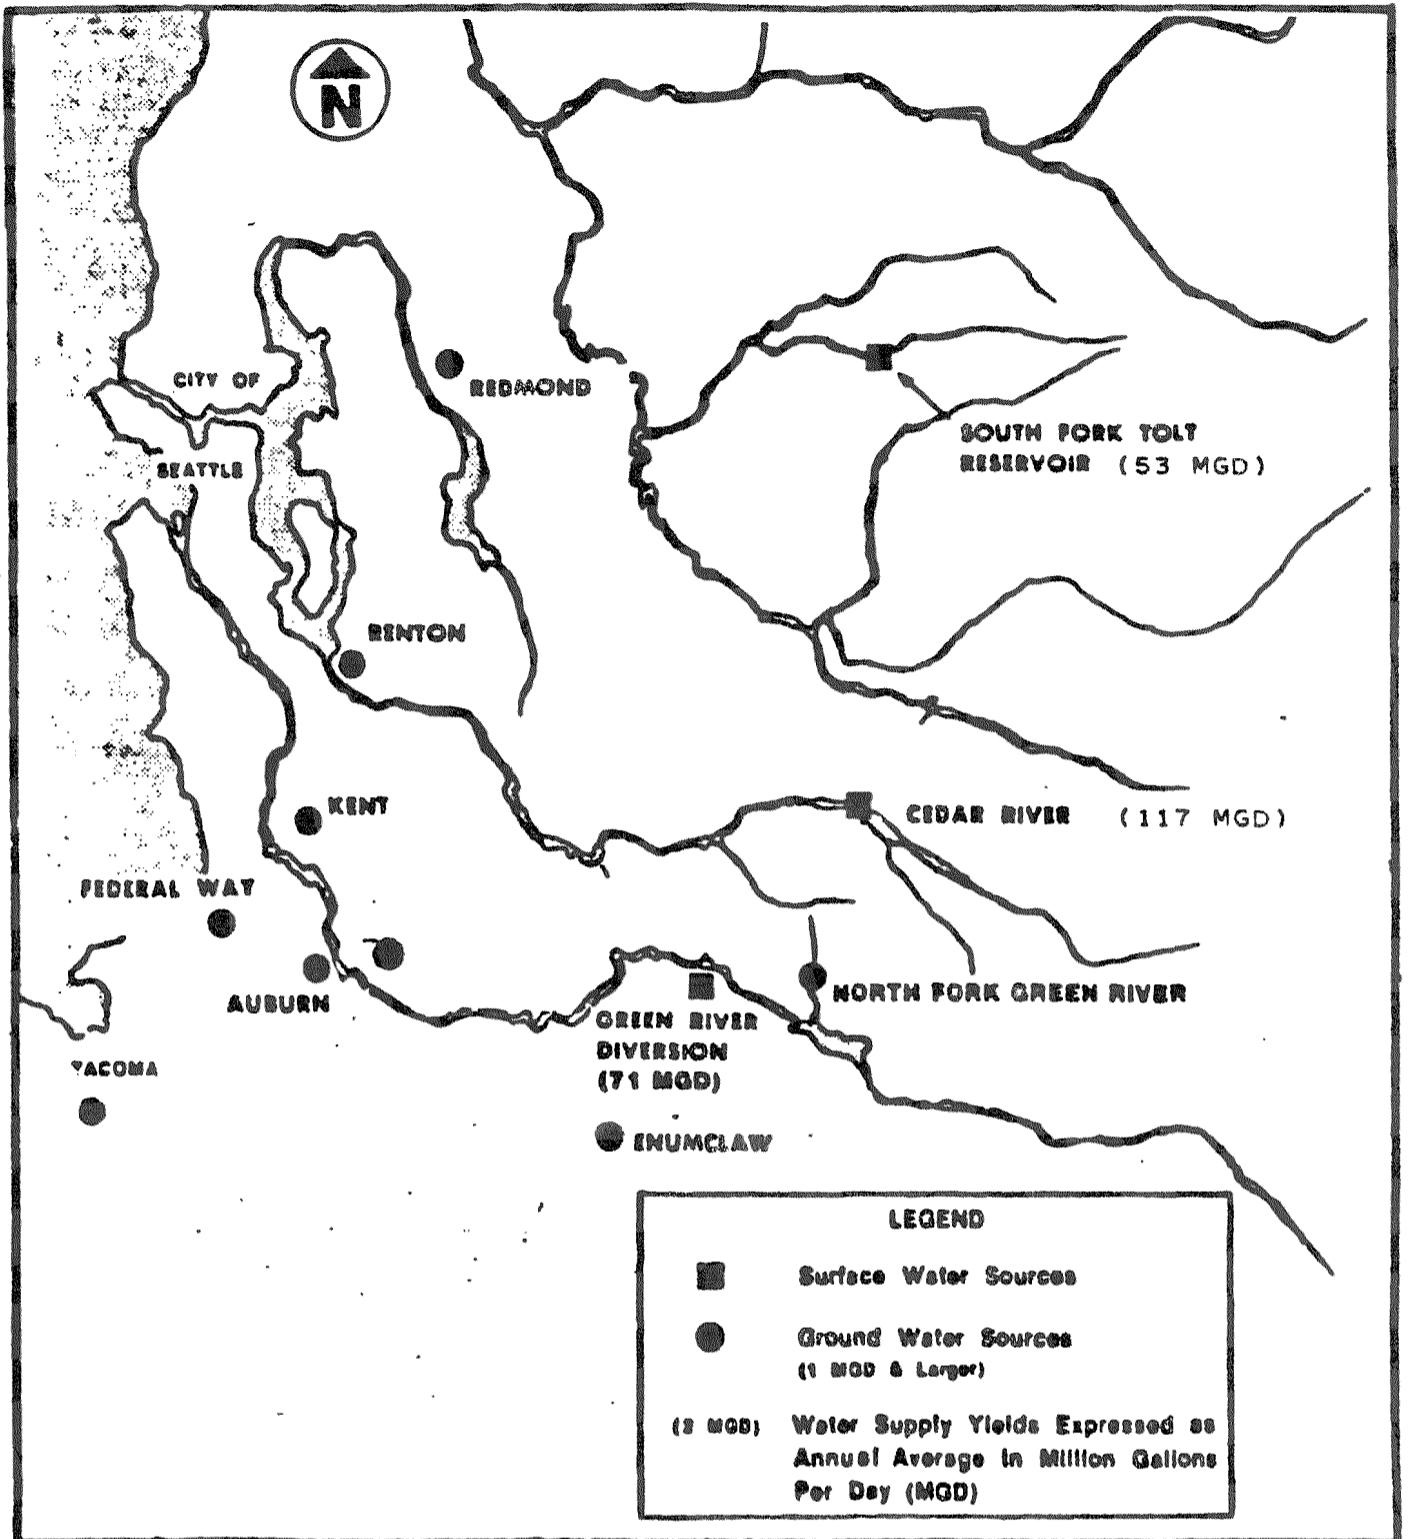 N
CITY OF
SEATTLE
REDMOND
SOUTH FORK TOLT
RESERVOIR (53 MGD)
RENTON
KENT
CEDAR RIVER (117 MGD)
FEDERAL WAY
AUBURN
NORTH FORK GREEN RIVER
GREEN RIVER
DIVERSION
(71 MGD)
TACOMA
ENUMCLAW
LEGEND
Surface Water Sources
Ground Water Sources
(1 MGD & Larger)
(2 MGD) Water Supply Yields Expressed as
Annual Average in Million Gallons
Per Day (MGD)